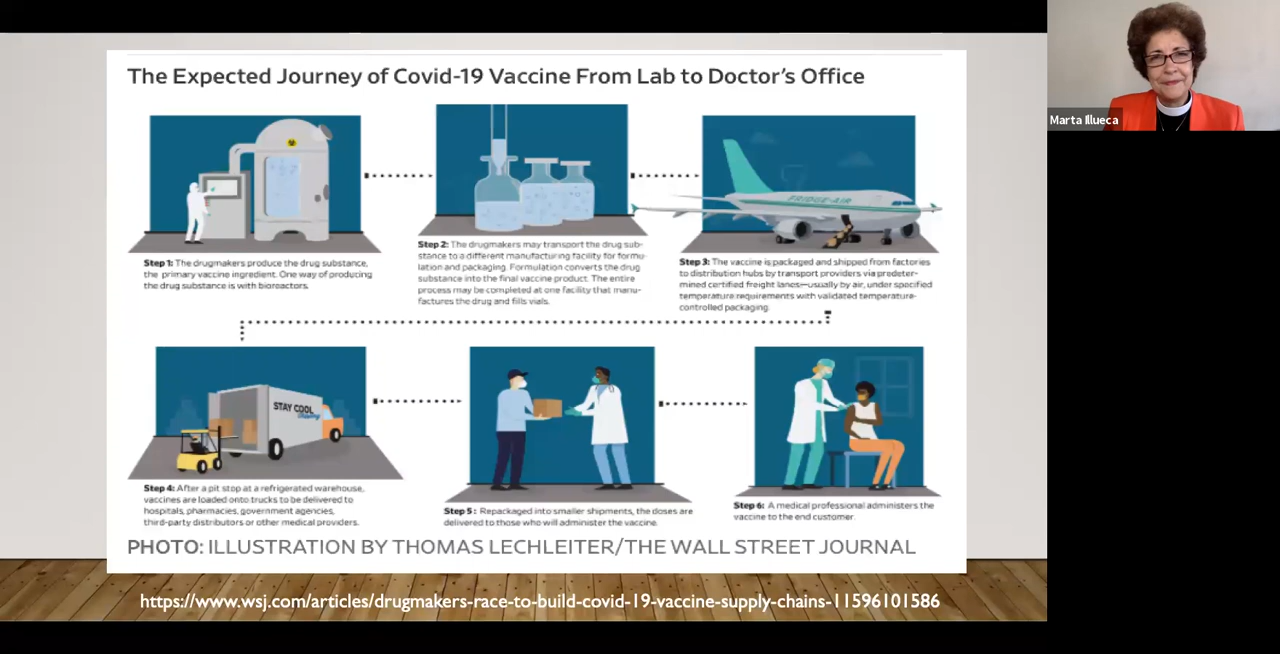 The Expected Journey of Covid-19 Vaccine From Lab to Doctor's Office
Marta Illueca
FRIDGE-AIR
Step 1: The drugmakers produce the drug substance,
the primary vaccine ingredient. One way of producing
the drug substance is with bioreactors.
Step 2: The drugmakers may transport the drug sub-
stance to a different manufacturing facility for formu-
lation and packaging. Formulation converts the drug
substance into the final vaccine product. The entire
process may be completed at one facility that manu-
factures the drug and fills vials.
Step 3: The vaccine is packaged and shipped from factories
to distribution hubs by transport providers via predeter-
mined certified freight lanes—usually by air, under specified
temperature requirements with validated temperature-
controlled packaging.
STAY COOL
Step 4: After a pit stop at a refrigerated warehouse,
vaccines are loaded onto trucks to be delivered to
hospitals, pharmacies, government agencies,
third-party distributors or other medical providers.
Step 5: Repackaged into smaller shipments, the doses are
delivered to those who will administer the vaccine.
Step 6: A medical professional administers the
vaccine to the end customer.
PHOTO: ILLUSTRATION BY THOMAS LECHLEITER/THE WALL STREET JOURNAL
https://www.wsj.com/articles/drugmakers-race-to-build-covid-19-vaccine-supply-chains-11596101586